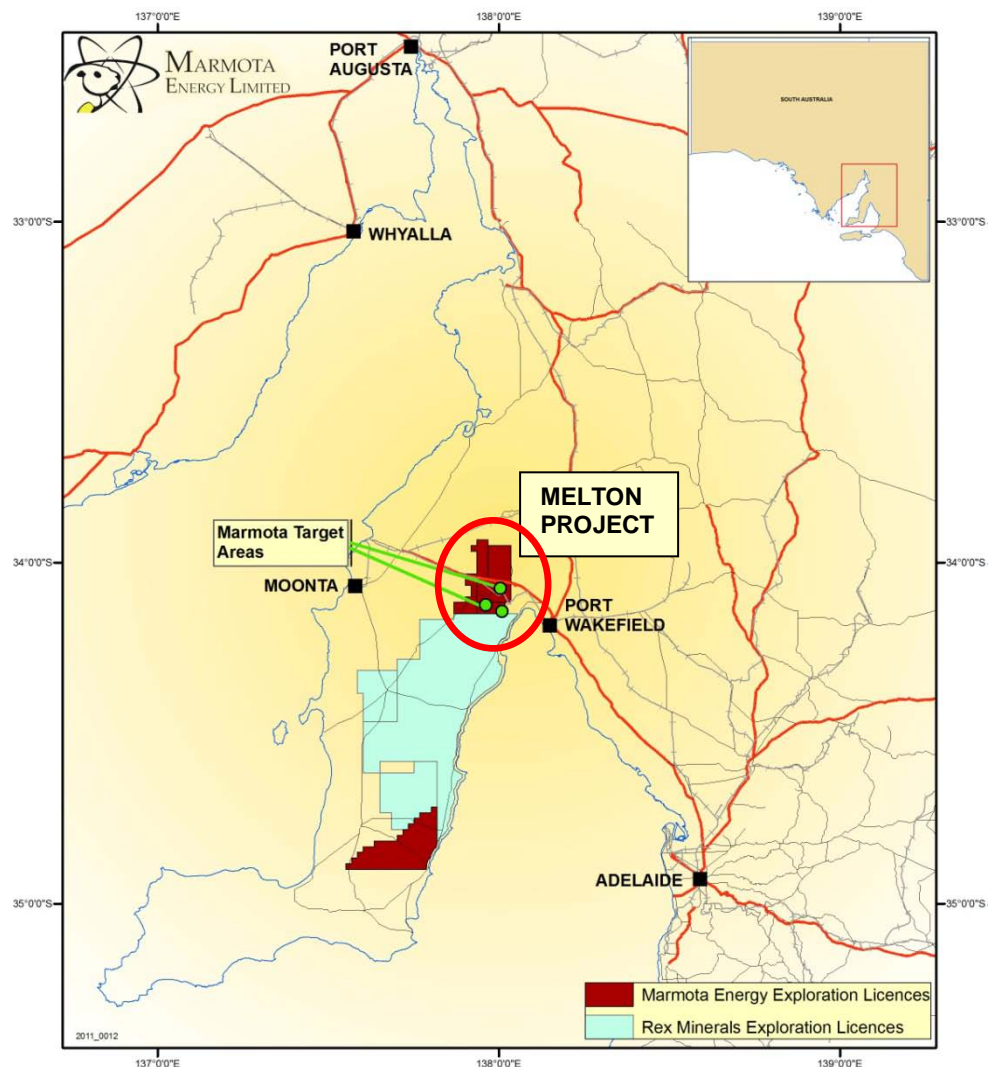 137°0'0"E
138°0'0"E
139°0'0"E
MARMOTA
ENERGY LIMITED
PORT
AUGUSTA
SOUTH AUSTRALIA
33°0'0"S
33°0'0"S
WHYALLA
MELTON
PROJECT
Marmota Target
Areas
34°0'0"S
34°0'0"S
MOONTA
PORT
WAKEFIELD
ADELAIDE
35°0'0"S
35°0'0"S
Marmota Energy Exploration Licences
Rex Minerals Exploration Licences
2011_0012
137°0'0"E
138°0'0"E
139°0'0"E